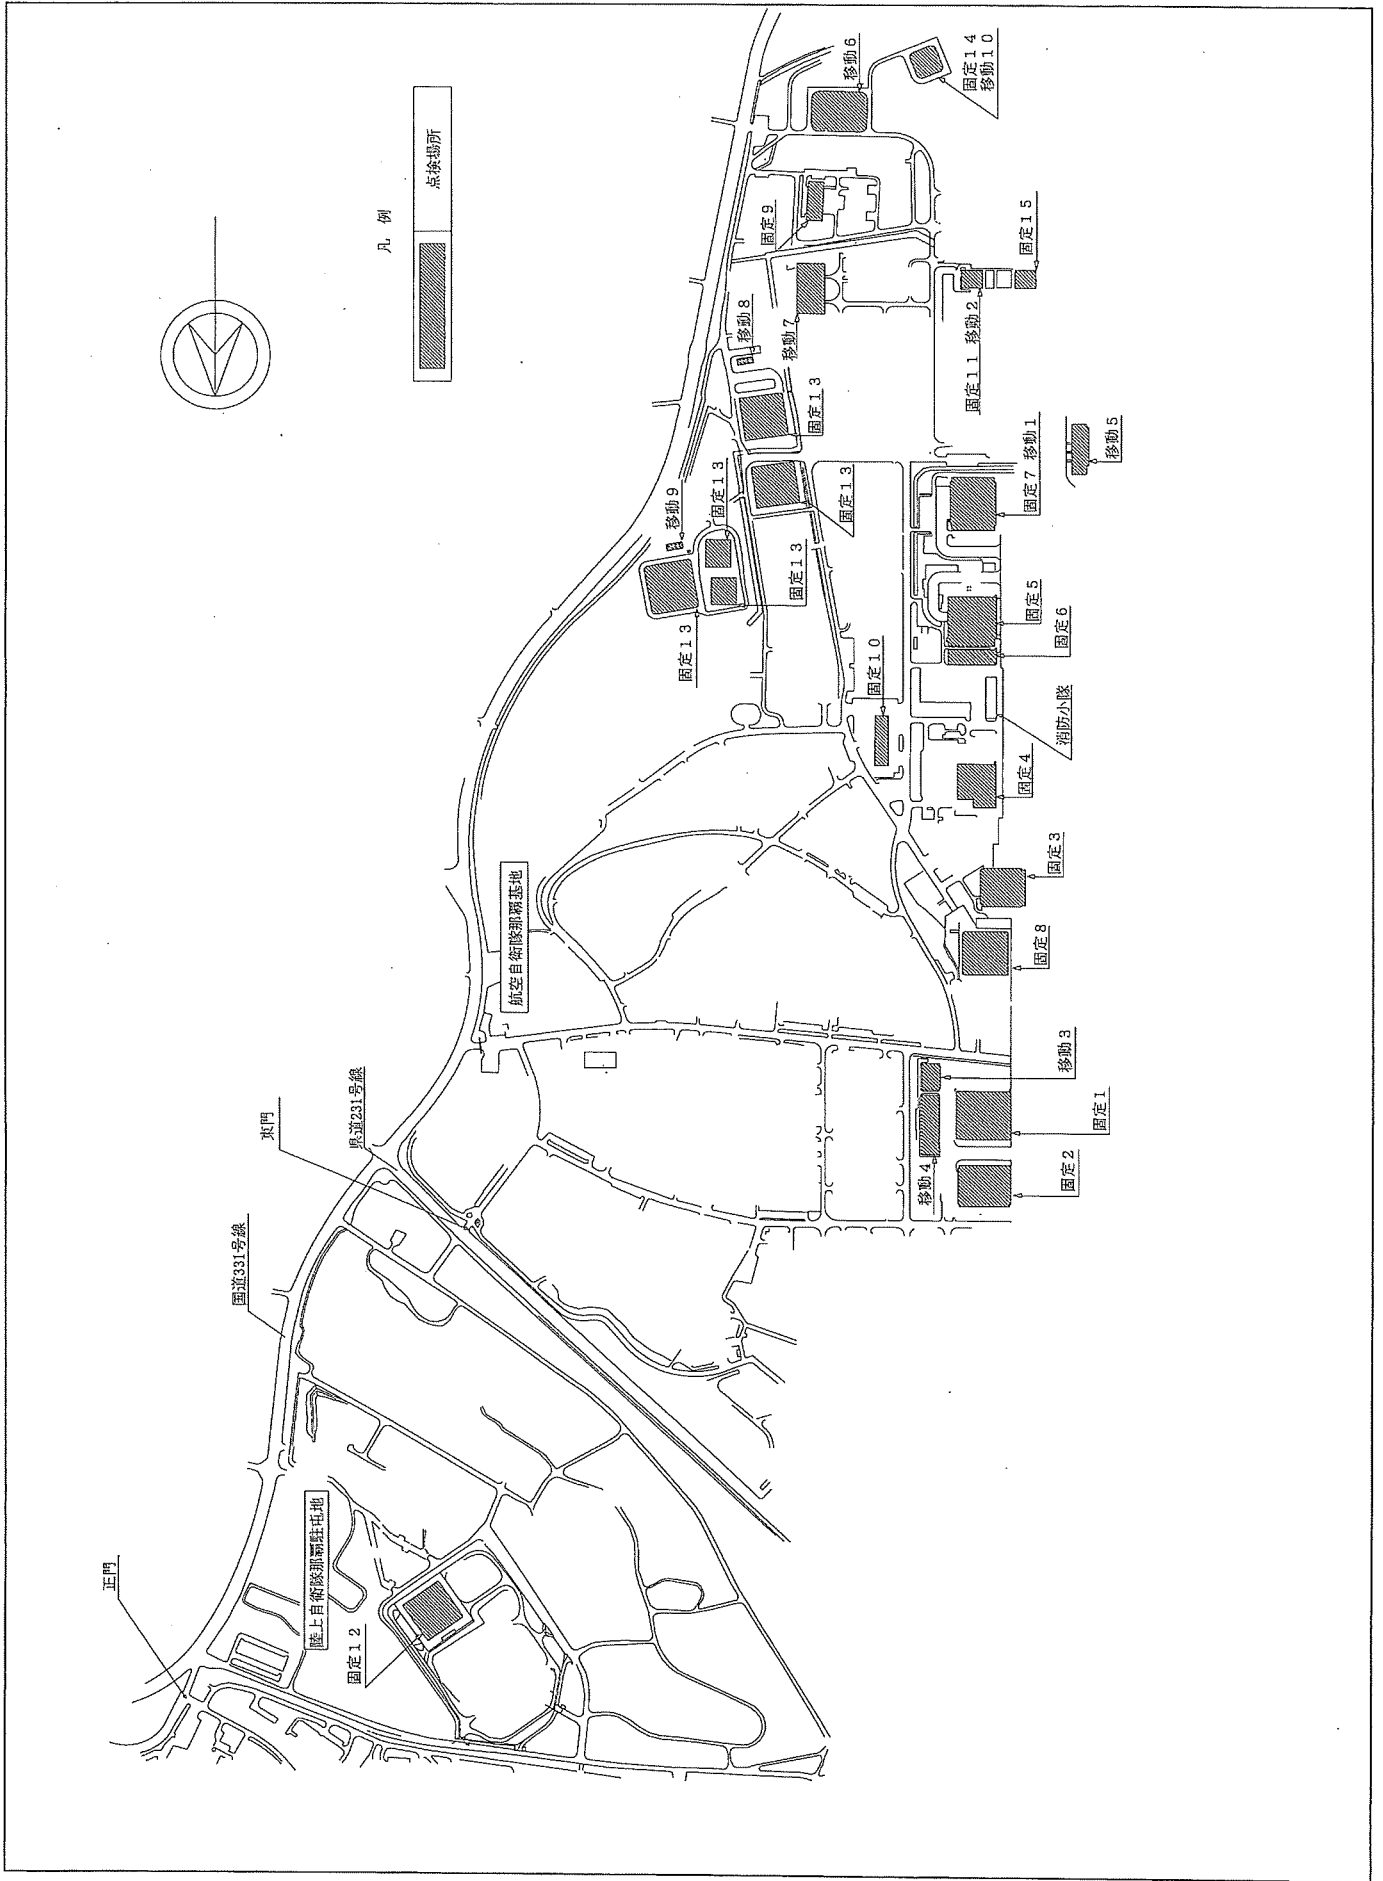 凡 例
点検場所
正門
国道331号線
東門
県道231号線
陸上自衛隊那覇駐屯地
固定12
航空自衛隊那覇基地
固定13
移動9
固定13
固定13
移動8
固定13
固定13
移動7
固定9
移動6
固定14
移動10
固定10
固定2
移動4
固定1
移動3
固定8
固定3
固定4
消防小隊
固定6
固定5
固定7 移動1
移動5
固定11 移動2
固定15